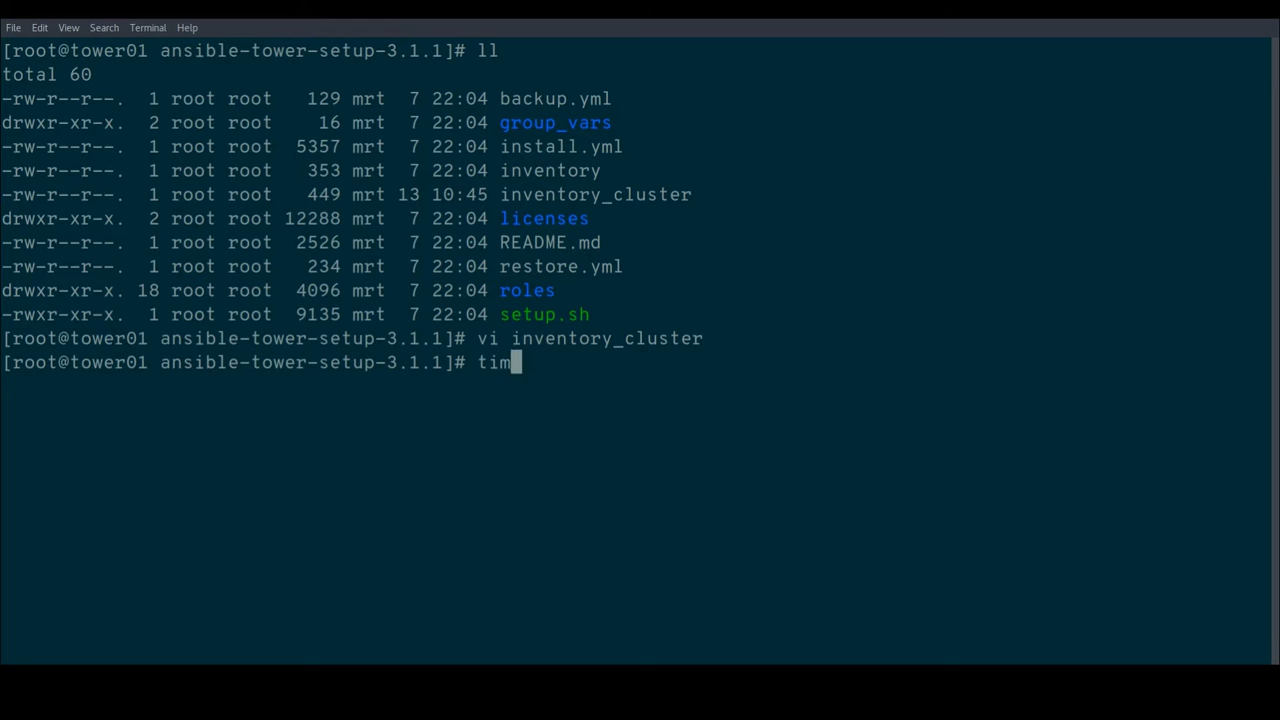 File Edit View Search Terminal Help
[root@tower01 ansible-tower-setup-3.1.1]# ll
total 60
-rw-r--r--. 1 root root 129 mrt 7 22:04 backup.yml
drwxr-xr-x. 2 root root 16 mrt 7 22:04 group_vars
-rw-r--r--. 1 root root 5357 mrt 7 22:04 install.yml
-rw-r--r--. 1 root root 353 mrt 7 22:04 inventory
-rw-r--r--. 1 root root 449 mrt 13 10:45 inventory_cluster
drwxr-xr-x. 2 root root 12288 mrt 7 22:04 licenses
-rw-r--r--. 1 root root 2526 mrt 7 22:04 README.md
-rw-r--r--. 1 root root 234 mrt 7 22:04 restore.yml
drwxr-xr-x. 18 root root 4096 mrt 7 22:04 roles
-rwxr-xr-x. 1 root root 9135 mrt 7 22:04 setup.sh
[root@tower01 ansible-tower-setup-3.1.1]# vi inventory_cluster
[root@tower01 ansible-tower-setup-3.1.1]# tim